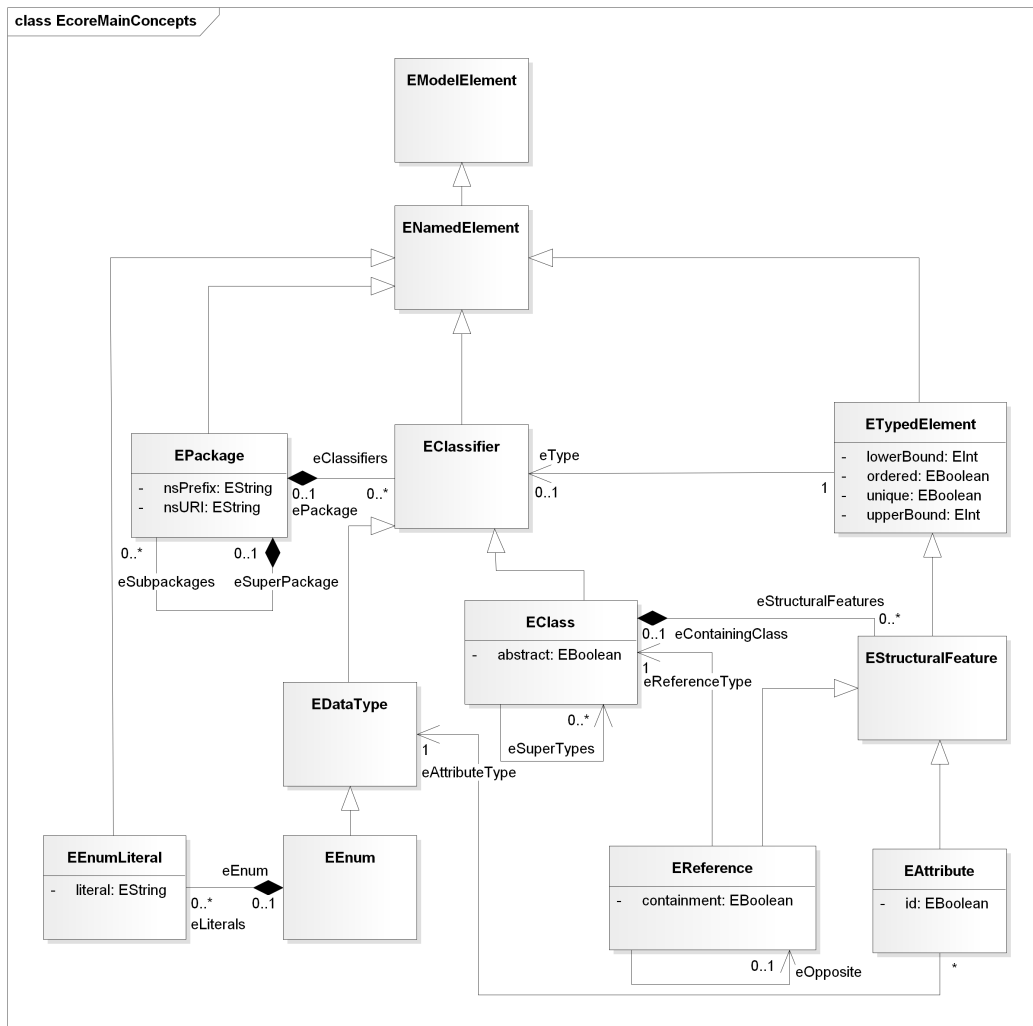 class EcoreMainConcepts
EModelElement
ENamedElement
ETypedElement
- lowerBound: EInt
- ordered: EBoolean
- unique: EBoolean
- upperBound: EInt
EClassifier
EPackage
- nsPrefix: EString
- nsURI: EString
eClassifiers
0..1
0..*
ePackage
eType
0..1
1
0..*
0..1
eSubpackages
eSuperPackage
EClass
- abstract: EBoolean
eStructuralFeatures
0..*
0..1
eContainingClass
1
eReferenceType
EStructuralFeature
0..*
eSuperTypes
EDataType
1
eAttributeType
EEnumLiteral
- literal: EString
eEnum
0..*
0..1
eLiterals
EEnum
EReference
- containment: EBoolean
EAttribute
- id: EBoolean
0..1
eOpposite
*